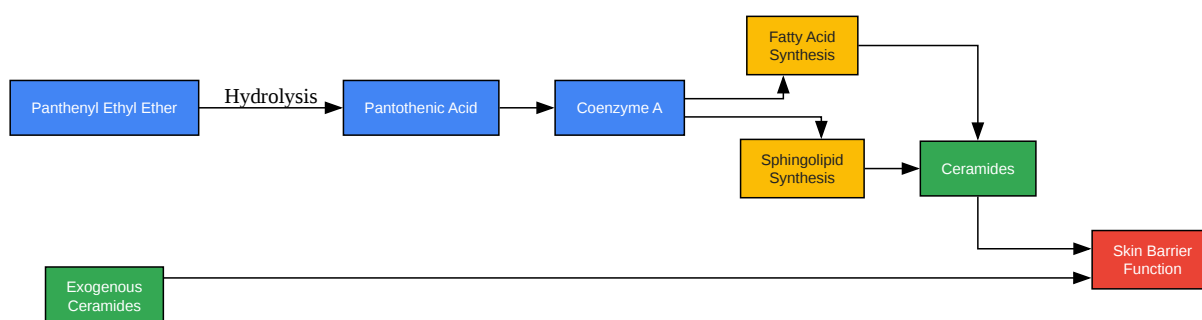 Fatty Acid
Synthesis
Panthenyl Ethyl Ether
Hydrolysis
Pantothenic Acid
Coenzyme A
Sphingolipid
Synthesis
Ceramides
Skin Barrier
Function
Exogenous
Ceramides